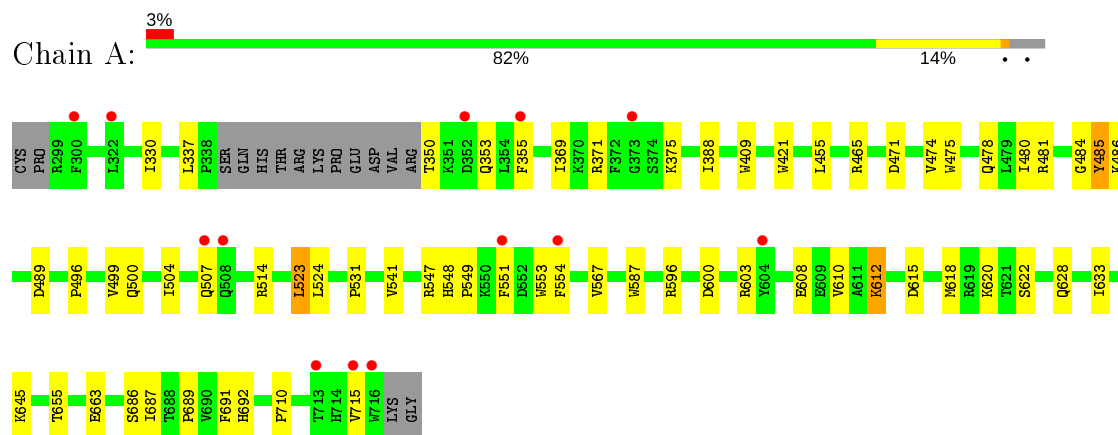 3%
Chain A:
82% 14% • •
CYS PRO R299 F300 L322 I330 L337 P338 SER GLN HIS THR ARG LYS PRO GLU ASP VAL ARG T350 K351 D352 Q353 L354 F355 I369 K370 R371 F372 G373 S374 K375 I388 W409 W421 L455 R465 D471 V474 W475 Q478 L479 I480 R481 G484 Y485 K486
D489 P496 V499 Q500 I504 Q507 Q508 R514 L523 L524 P531 V541 R547 H548 P549 K550 F551 D552 W553 F554 V567 W587 R596 D600 R603 Y604 E608 E609 V610 A611 K612 D615 M618 R619 K620 T621 S622 Q628 I633
K645 T655 E663 S686 I687 T688 P689 V690 F691 H692 P710 T713 H714 V715 W716 LYS GLY